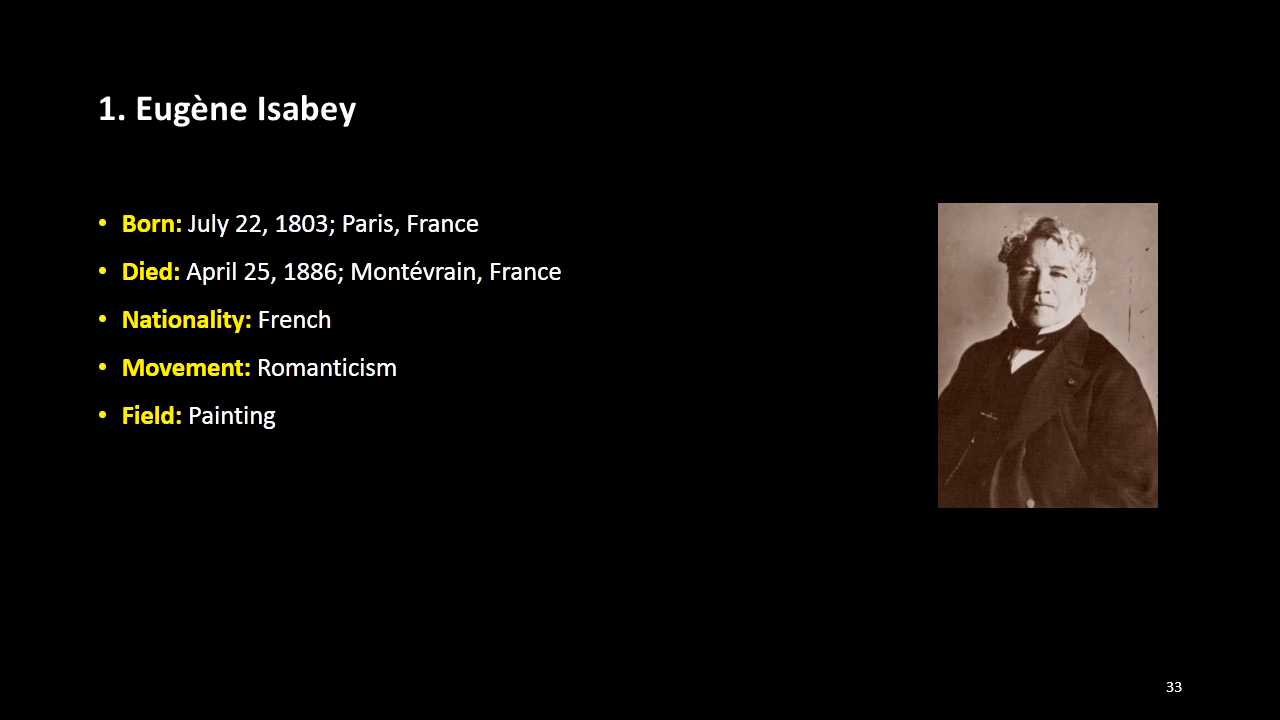 1. Eugène Isabey
• Born: July 22, 1803; Paris, France
• Died: April 25, 1886; Montévrain, France
• Nationality: French
• Movement: Romanticism
• Field: Painting
33